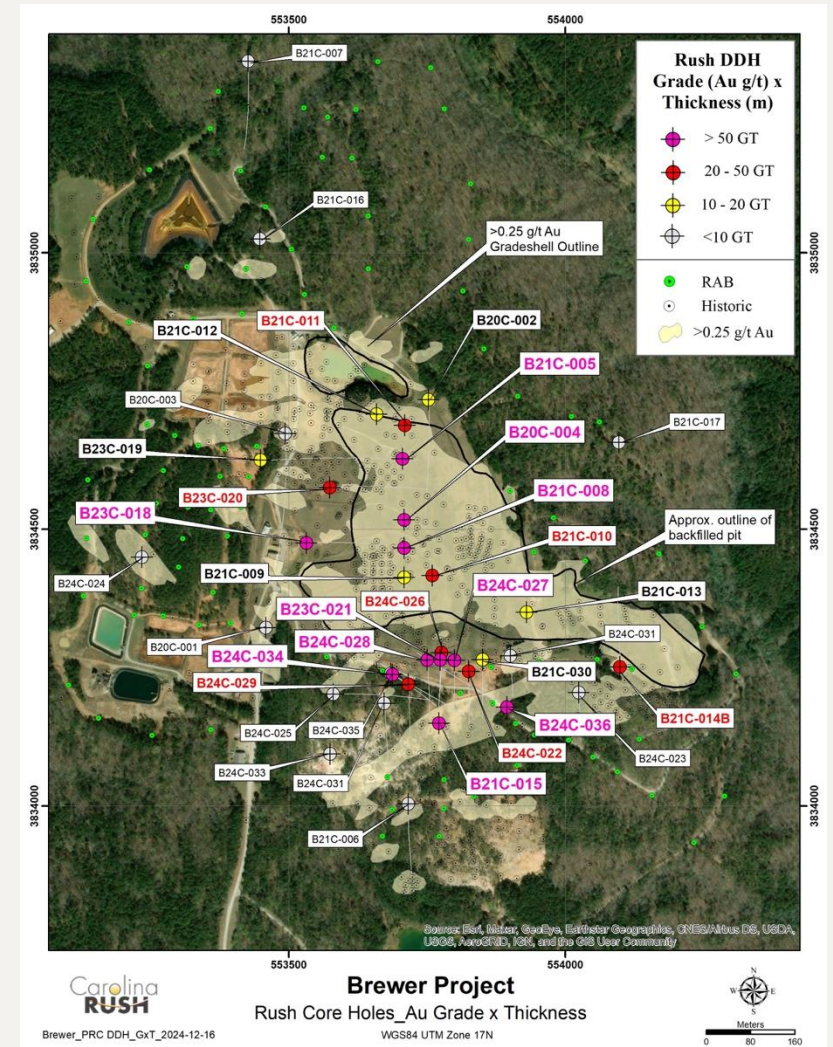 553500
554000
B21C-007
Rush DDH
Grade (Au g/t) x
Thickness (m)
> 50 GT
20 - 50 GT
10 - 20 GT
<10 GT
RAB
Historic
>0.25 g/t Au
B21C-016
>0.25 g/t Au
Gradeshell Outline
3835000
3835000
B21C-012
B21C-011
B20C-002
B21C-005
B20C-003
B20C-004
B21C-017
B23C-019
B23C-020
B21C-008
B23C-018
B21C-010
Approx. outline of
backfilled pit
3834500
3834500
B24C-024
B21C-009
B24C-027
B21C-013
B24C-026
B23C-021
B20C-001
B24C-028
B24C-031
B24C-034
B21C-030
B24C-029
B21C-014B
B24C-025
B24C-035
B24C-036
B24C-033
B24C-022
B24C-023
B24C-031
B21C-015
3834000
3834000
B21C-006
Source: Esri, Maxar, GeoEye, Earthstar Geographics, CNES/Airbus DS, USDA,
USGS, AeroGRID, IGN, and the GIS User Community
553500
554000
Carolina
RUSH
Brewer Project
Rush Core Holes_Au Grade x Thickness
Brewer_PRC DDH_GxT_2024-12-16
WGS84 UTM Zone 17N
N
W
E
S
Meters
0
80
160